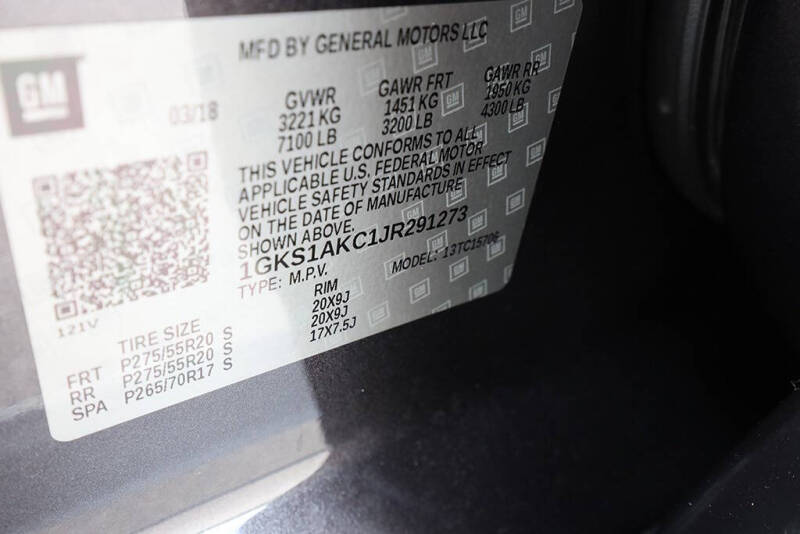 MFD BY GENERAL MOTORS LLC
GM
03/18
GVWR GAWR FRT GAWR RR
3221 KG 1451 KG 1950 KG
7100 LB 3200 LB 4300 LB
THIS VEHICLE CONFORMS TO ALL
APPLICABLE U.S. FEDERAL MOTOR
VEHICLE SAFETY STANDARDS IN EFFECT
ON THE DATE OF MANUFACTURE
SHOWN ABOVE.
1GKS1AKC1JR291273
TYPE: M.P.V. MODEL: 13TC15706
121V
TIRE SIZE RIM
FRT P275/55R20 S 20X9J
RR P275/55R20 S 20X9J
SPA P265/70R17 S 17X7.5J